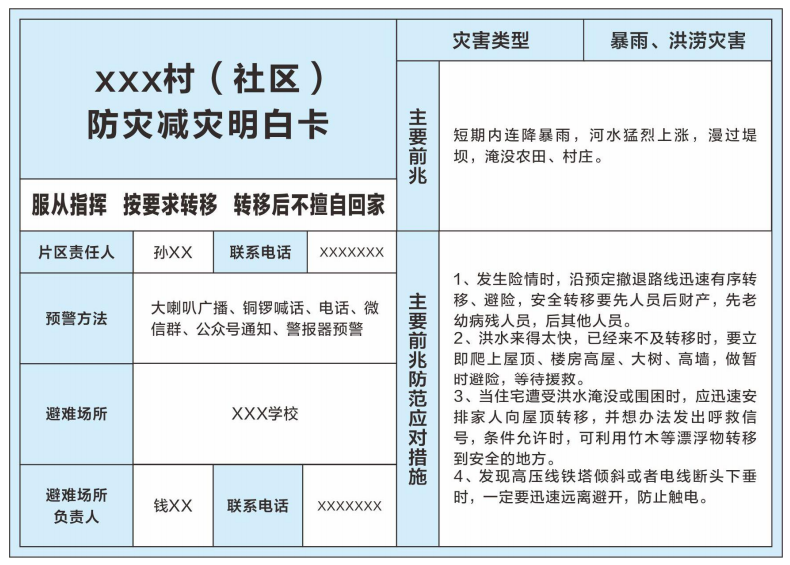 xxx村（社区）
防灾减灾明白卡
服从指挥 按要求转移 转移后不擅自回家
片区责任人 孙XX 联系电话 XXXXXXX
预警方法
大喇叭广播、铜锣喊话、电话、微
信群、公众号通知、警报器预警
避难场所 XXX学校
避难场所
负责人
钱XX 联系电话 XXXXXXX
灾害类型 暴雨、洪涝灾害
主要前兆
短期内连降暴雨，河水猛烈上涨，漫过堤
坝，淹没农田、村庄。
主要前兆防范应对措施
1、发生险情时，沿预定撤退路线迅速有序转
移、避险，安全转移要先人员后财产，先老
幼病残人员，后其他人员。
2、洪水来得太快，已经来不及转移时，要立
即爬上屋顶、楼房高屋、大树、高墙，做暂
时避险，等待援救。
3、当住宅遭受洪水淹没或围困时，应迅速安
排家人向屋顶转移，并想办法发出呼救信
号，条件允许时，可利用竹木等漂浮物转移
到安全的地方。
4、发现高压线铁塔倾斜或者电线断头下垂
时，一定要迅速远离避开，防止触电。